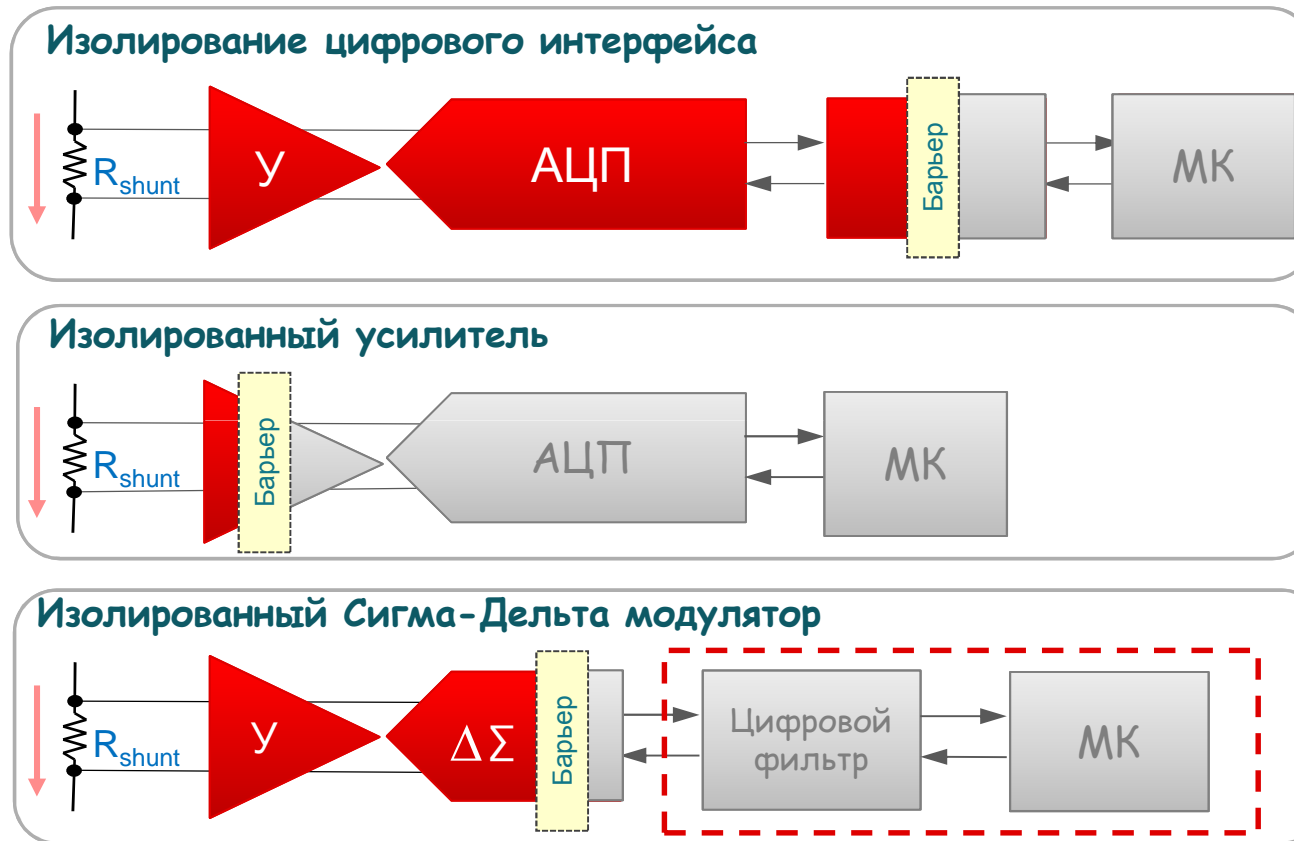 Изолирование цифрового интерфейса
R_shunt
У
АЦП
Барьер
МК
Изолированный усилитель
R_shunt
Барьер
АЦП
МК
Изолированный Сигма-Дельта модулятор
R_shunt
У
ΔΣ
Барьер
Цифровой
фильтр
МК